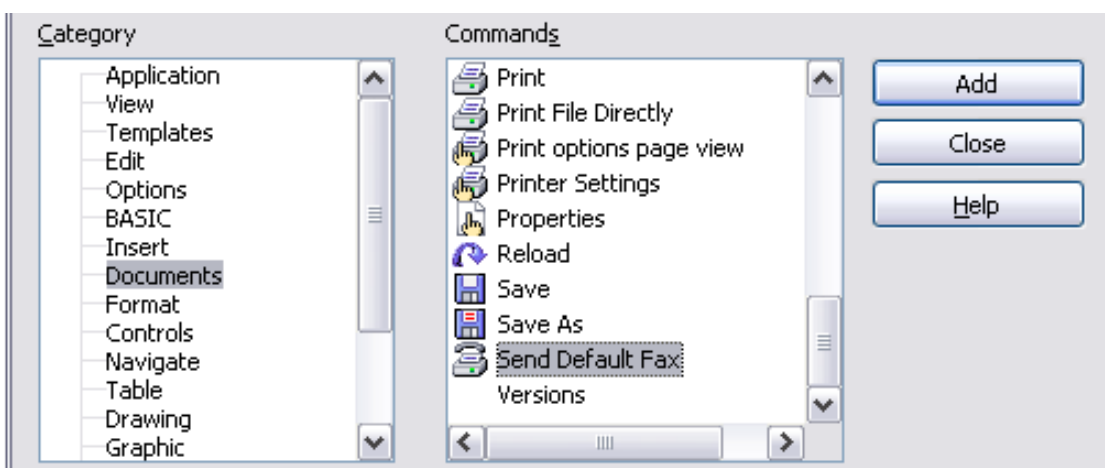 Category
Application
View
Templates
Edit
Options
BASIC
Insert
Documents
Format
Controls
Navigate
Table
Drawing
Graphic
Commands
Print
Print File Directly
Print options page view
Printer Settings
Properties
Reload
Save
Save As
Send Default Fax
Versions
Add
Close
Help